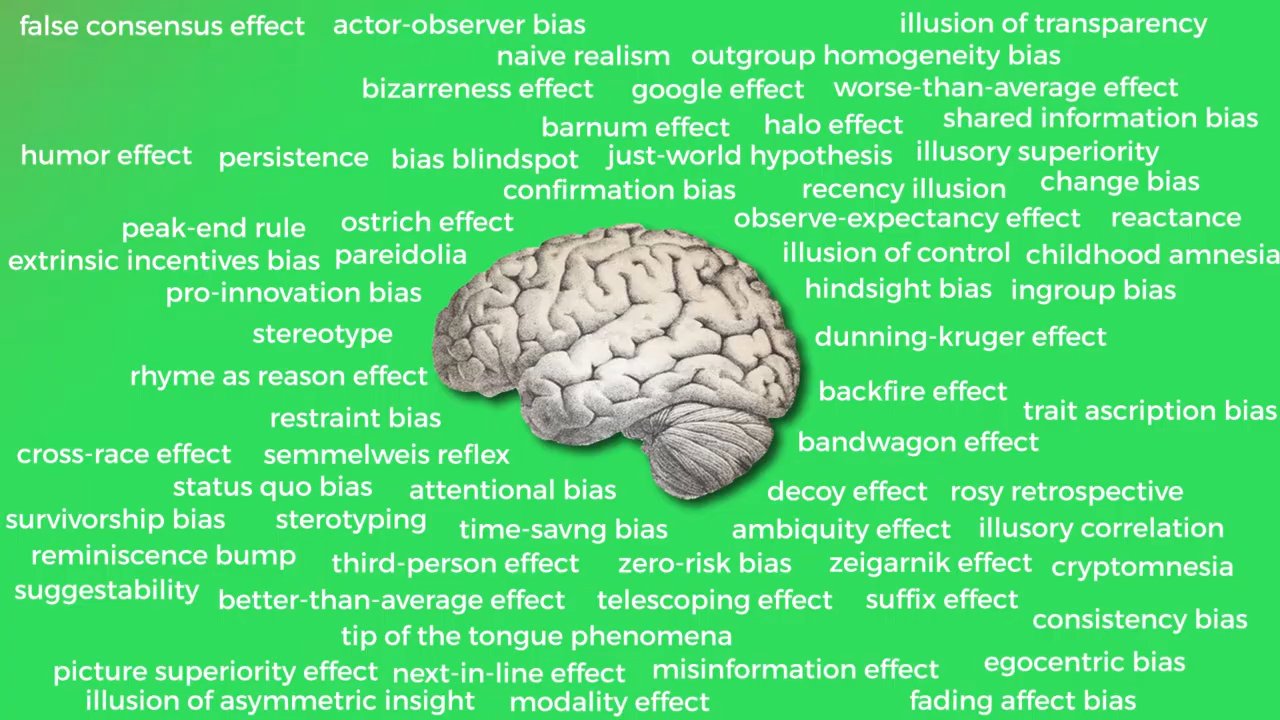 false consensus effect actor-observer bias illusion of transparency
naive realism outgroup homogeneity bias
bizarreness effect google effect worse-than-average effect
barnum effect halo effect shared information bias
humor effect persistence bias blindspot just-world hypothesis illusory superiority
confirmation bias recency illusion change bias
peak-end rule ostrich effect observe-expectancy effect reactance
extrinsic incentives bias pareidolia illusion of control childhood amnesia
pro-innovation bias hindsight bias ingroup bias
stereotype dunning-kruger effect
rhyme as reason effect backfire effect
restraint bias trait ascription bias
cross-race effect semmelweis reflex bandwagon effect
status quo bias attentional bias decoy effect rosy retrospective
survivorship bias sterotyping time-savng bias ambiquity effect illusory correlation
reminiscence bump third-person effect zero-risk bias zeigarnik effect cryptomnesia
suggestability better-than-average effect telescoping effect suffix effect
tip of the tongue phenomena consistency bias
picture superiority effect next-in-line effect misinformation effect egocentric bias
illusion of asymmetric insight modality effect fading affect bias